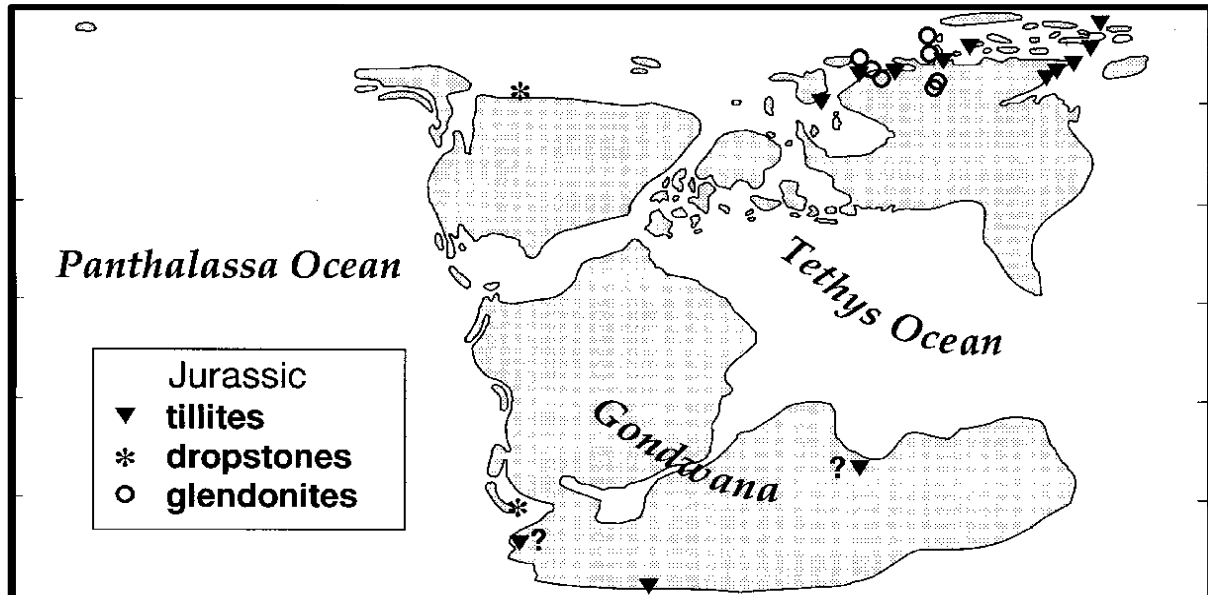 Panthalassa Ocean
Tethys Ocean
Gondwana
?
?
Jurassic
tillites
dropstones
glendonites